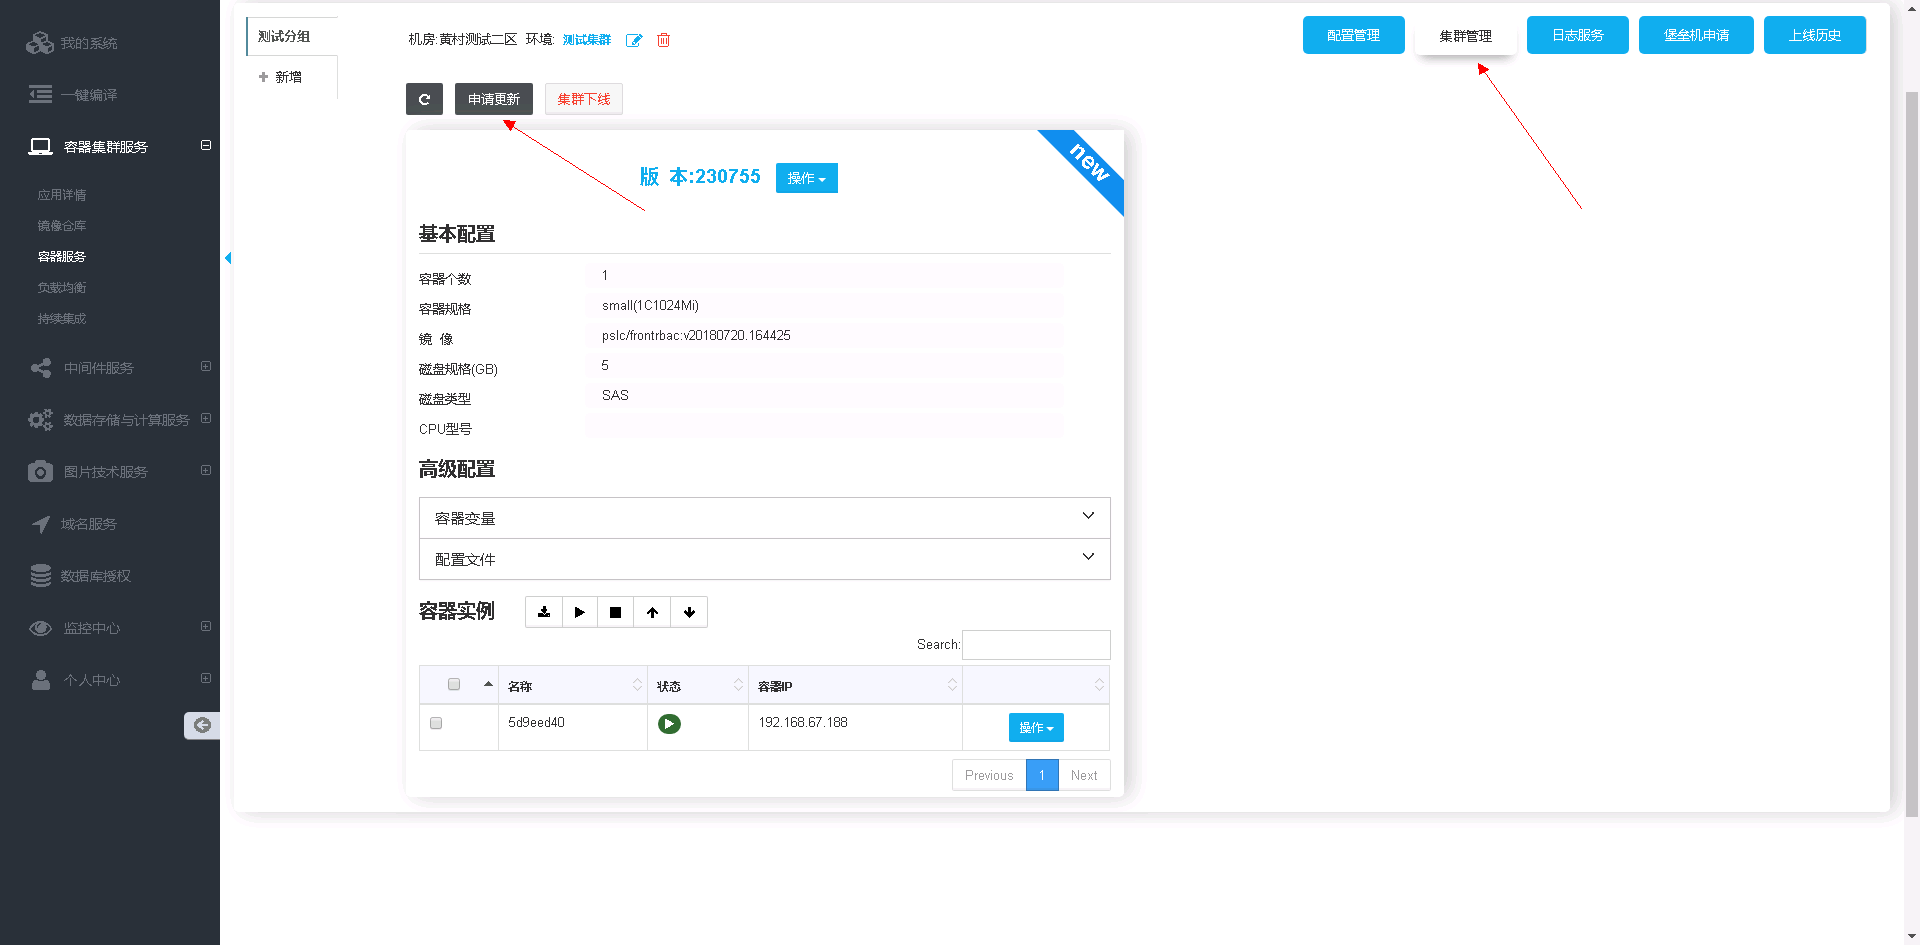 我的系统
一键编译
容器集群服务
应用详情
镜像仓库
容器服务
负载均衡
持续集成
中间件服务
数据存储与计算服务
图片技术服务
域名服务
数据库授权
监控中心
个人中心
测试分组
新增
机房:黄村测试二区 环境: 测试集群
配置管理
集群管理
日志服务
堡垒机申请
上线历史
申请更新
集群下线
new
版 本:230755
操作
基本配置
容器个数 1
容器规格 small(1C1024Mi)
镜 像 pslc/frontrbac:v20180720.164425
磁盘规格(GB) 5
磁盘类型 SAS
CPU型号
高级配置
容器变量
配置文件
容器实例
Search:
名称 状态 容器IP
5d9eed40 192.168.67.188 操作
Previous 1 Next